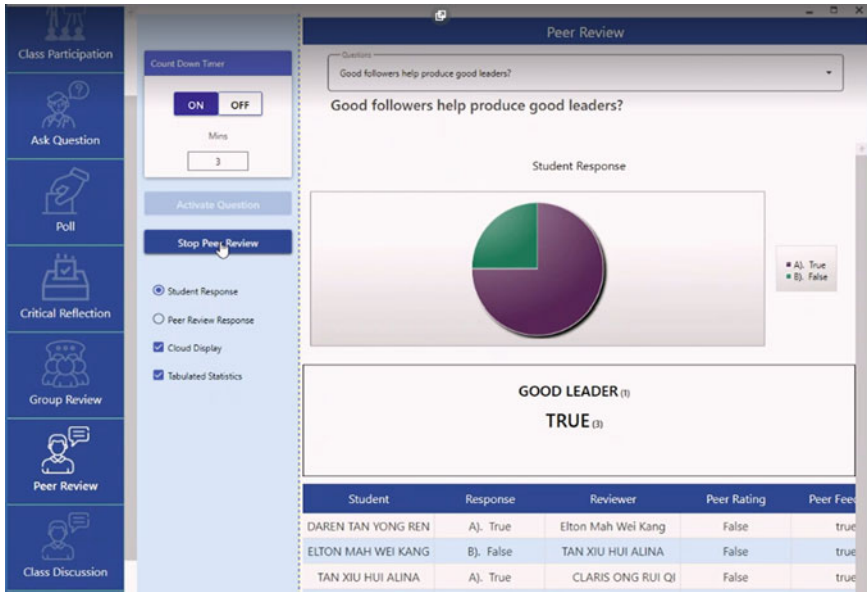 Peer Review
Class Participation
Ask Question
Poll
Critical Reflection
Group Review
Peer Review
Class Discussion
Count Down Timer
ON OFF
Mins
3
Activate Question
Stop Peer Review
Student Response
Peer Review Response
Cloud Display
Tabulated Statistics
Questions
Good followers help produce good leaders?
Good followers help produce good leaders?
Student Response
A). True
B). False
GOOD LEADER (1)
TRUE (3)
Student Response Reviewer Peer Rating Peer Fee
DAREN TAN YONG REN A). True Elton Mah Wei Kang False true
ELTON MAH WEI KANG B). False TAN XIU HUI ALINA False true
TAN XIU HUI ALINA A). True CLARIS ONG RUI QI False true